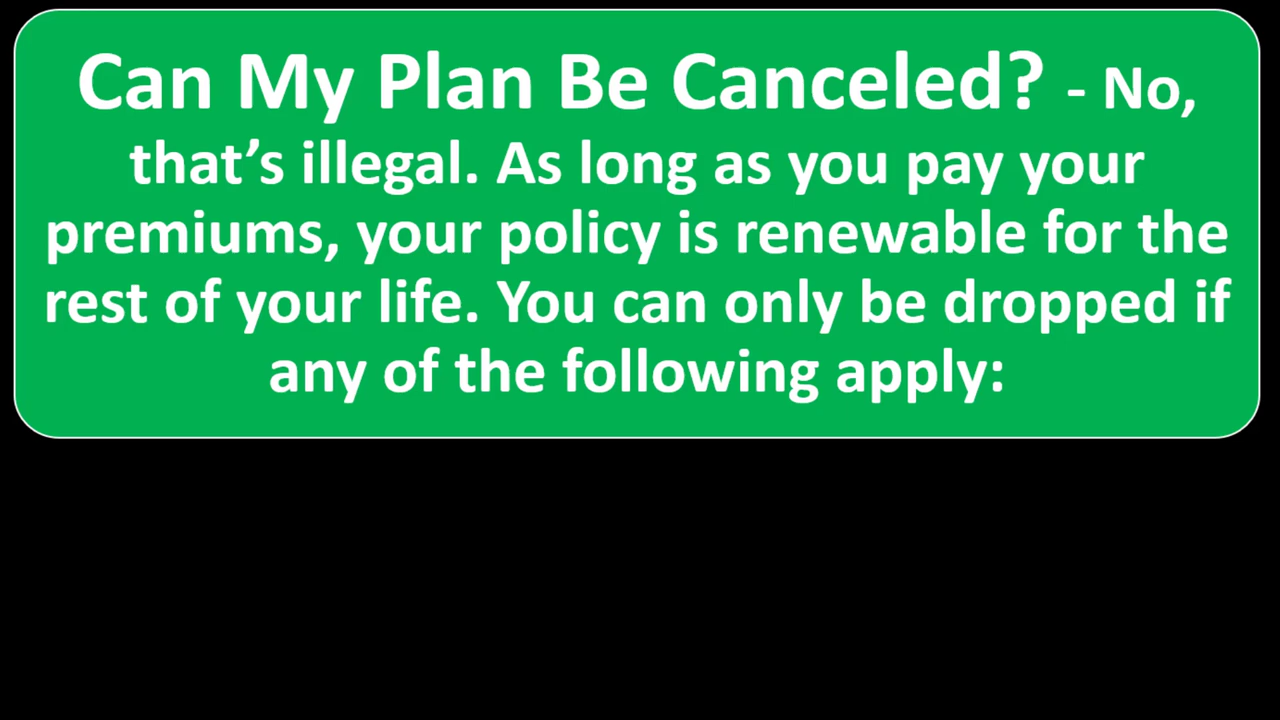 Can My Plan Be Canceled? - No,
that’s illegal. As long as you pay your
premiums, your policy is renewable for the
rest of your life. You can only be dropped if
any of the following apply: